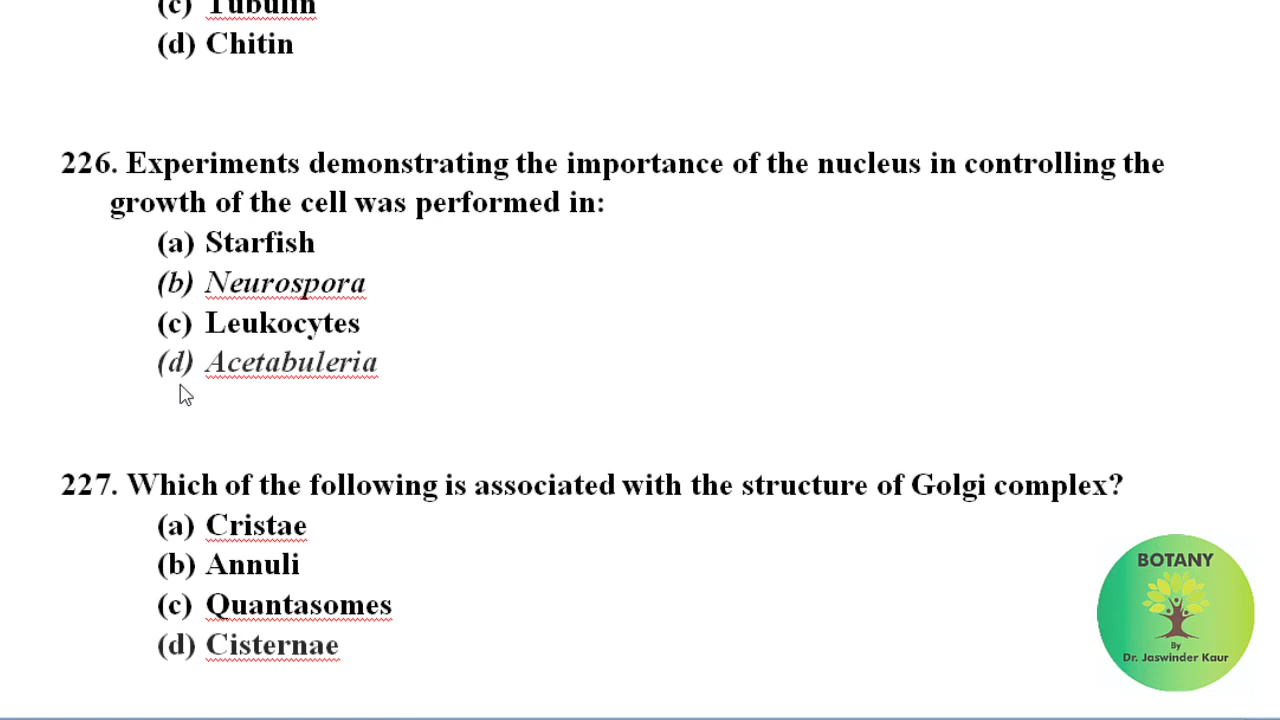 (c) Tubulin
(d) Chitin
226. Experiments demonstrating the importance of the nucleus in controlling the
growth of the cell was performed in:
(a) Starfish
(b) Neurospora
(c) Leukocytes
(d) Acetabuleria
227. Which of the following is associated with the structure of Golgi complex?
(a) Cristae
(b) Annuli
(c) Quantasomes
(d) Cisternae
BOTANY
By
Dr. Jaswinder Kaur